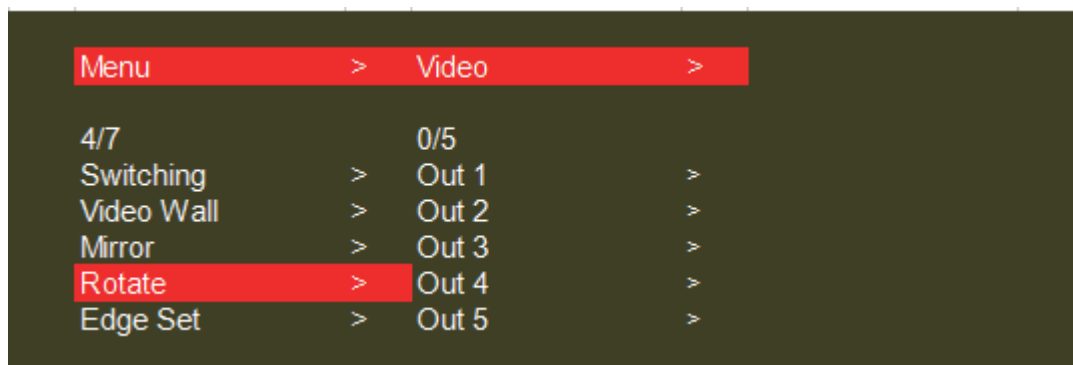 Menu > Video >
4/7 0/5
Switching > Out 1 >
Video Wall > Out 2 >
Mirror > Out 3 >
Rotate > Out 4 >
Edge Set > Out 5 >